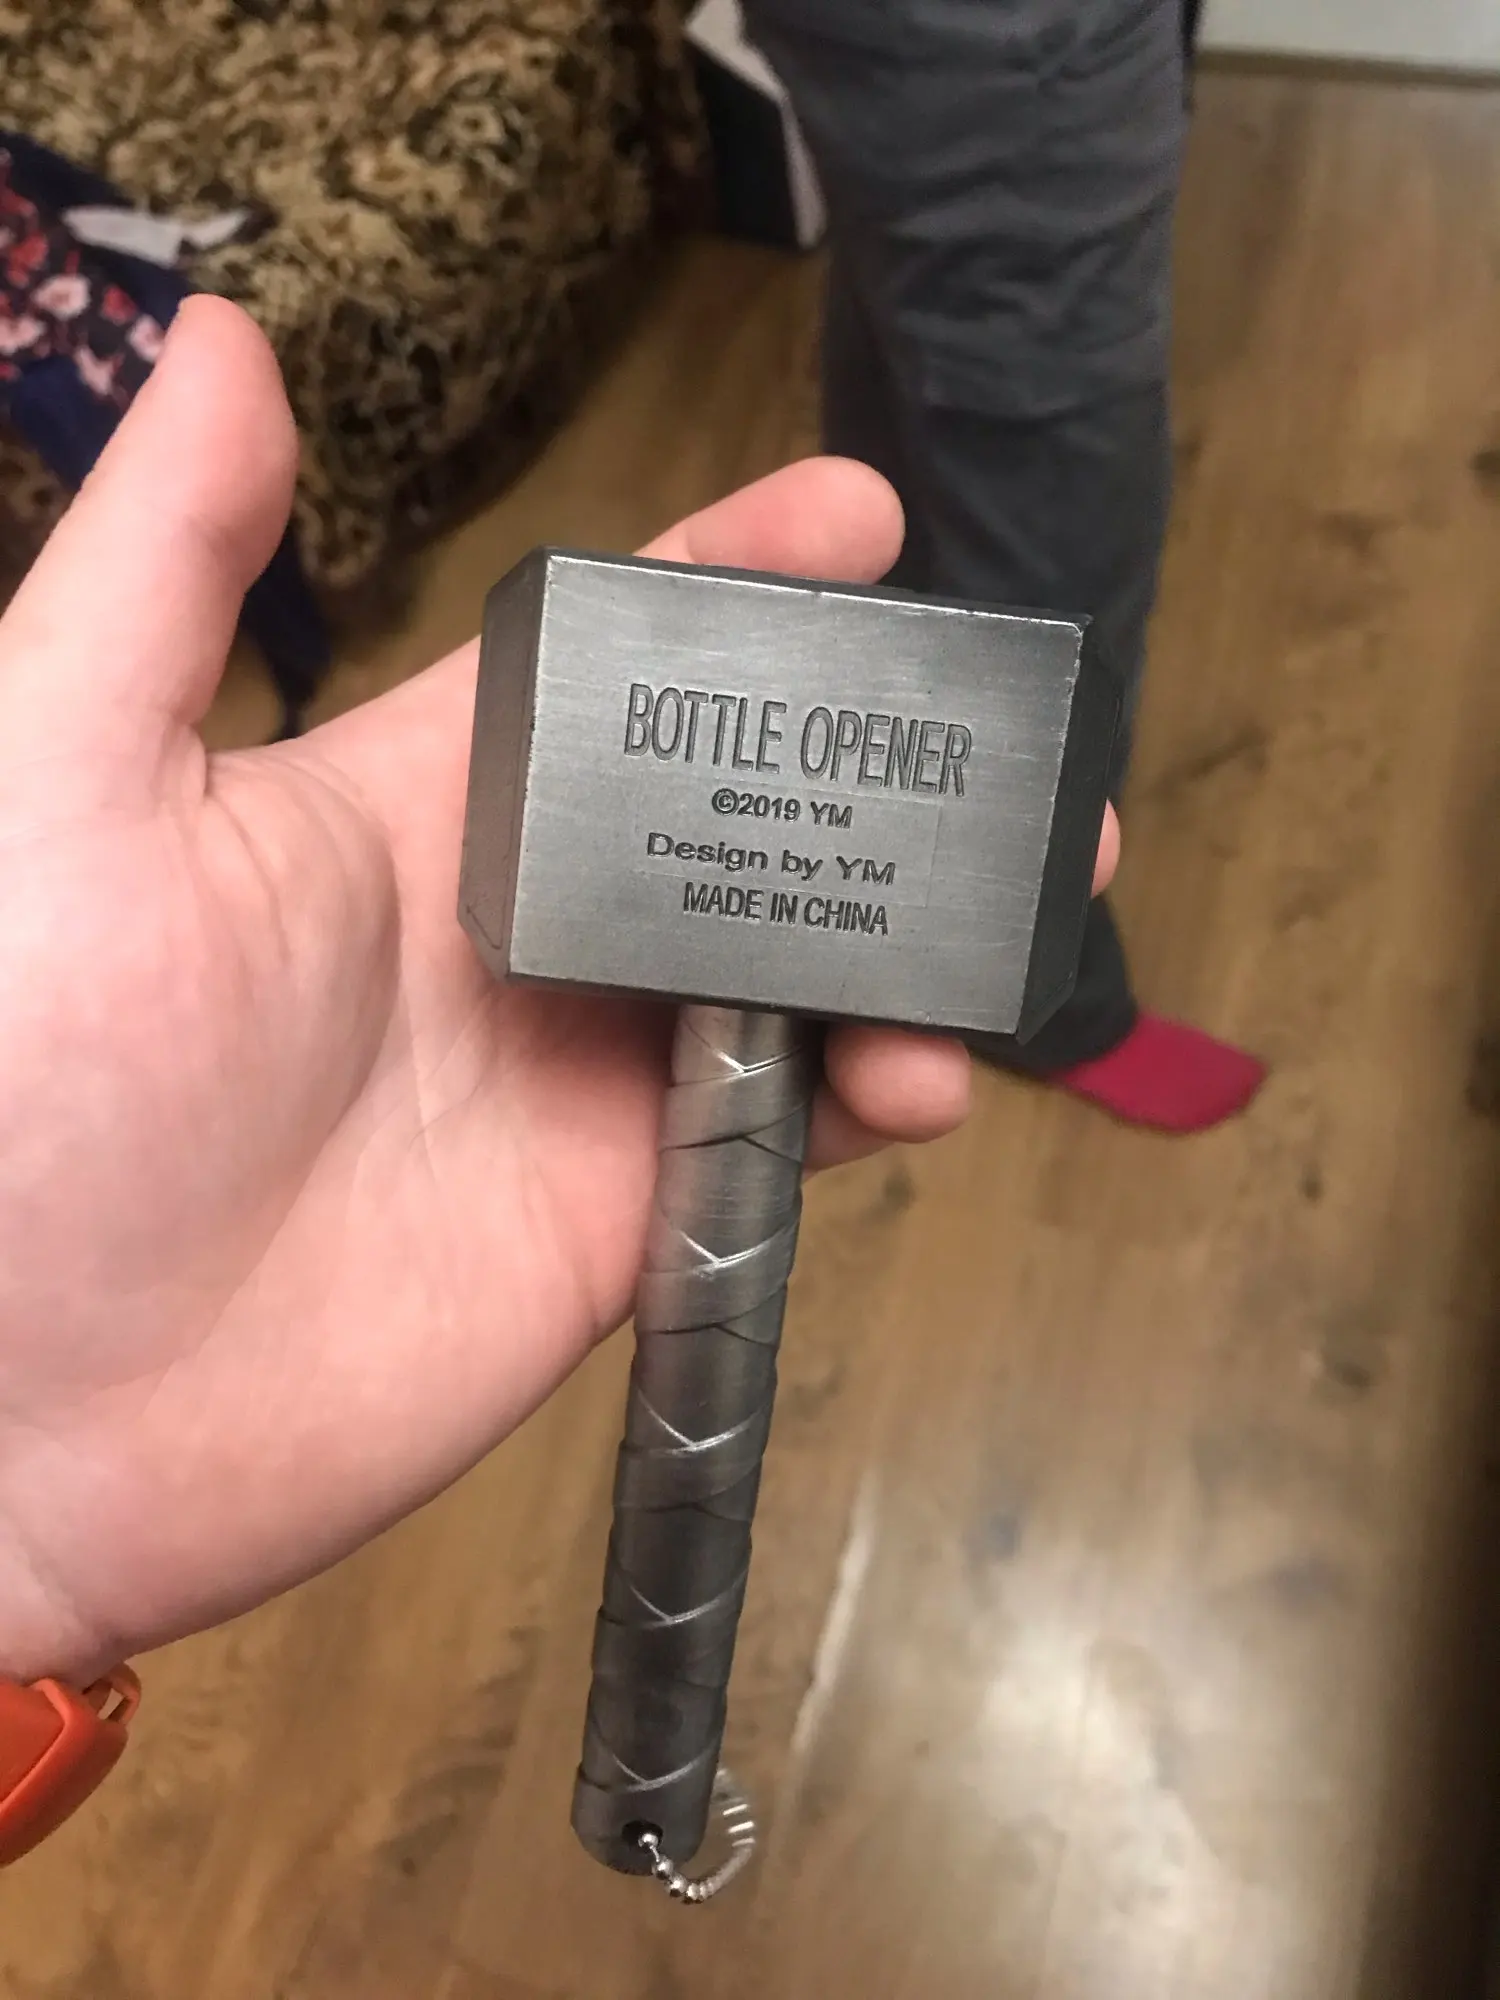 BOTTLE OPENER
©2019 YM
Design by YM
MADE IN CHINA